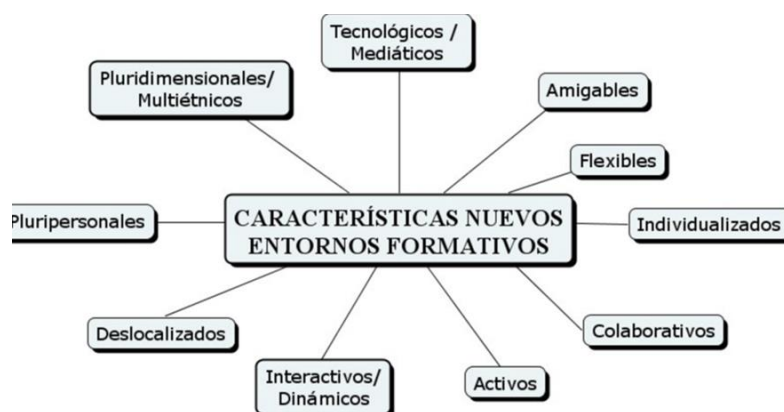 Tecnológicos /
Mediáticos
Pluridimensionales/
Multiétnicos
Amigables
Flexibles
Pluripersonales
CARACTERÍSTICAS NUEVOS
ENTORNOS FORMATIVOS
Individualizados
Deslocalizados
Colaborativos
Interactivos/
Dinámicos
Activos